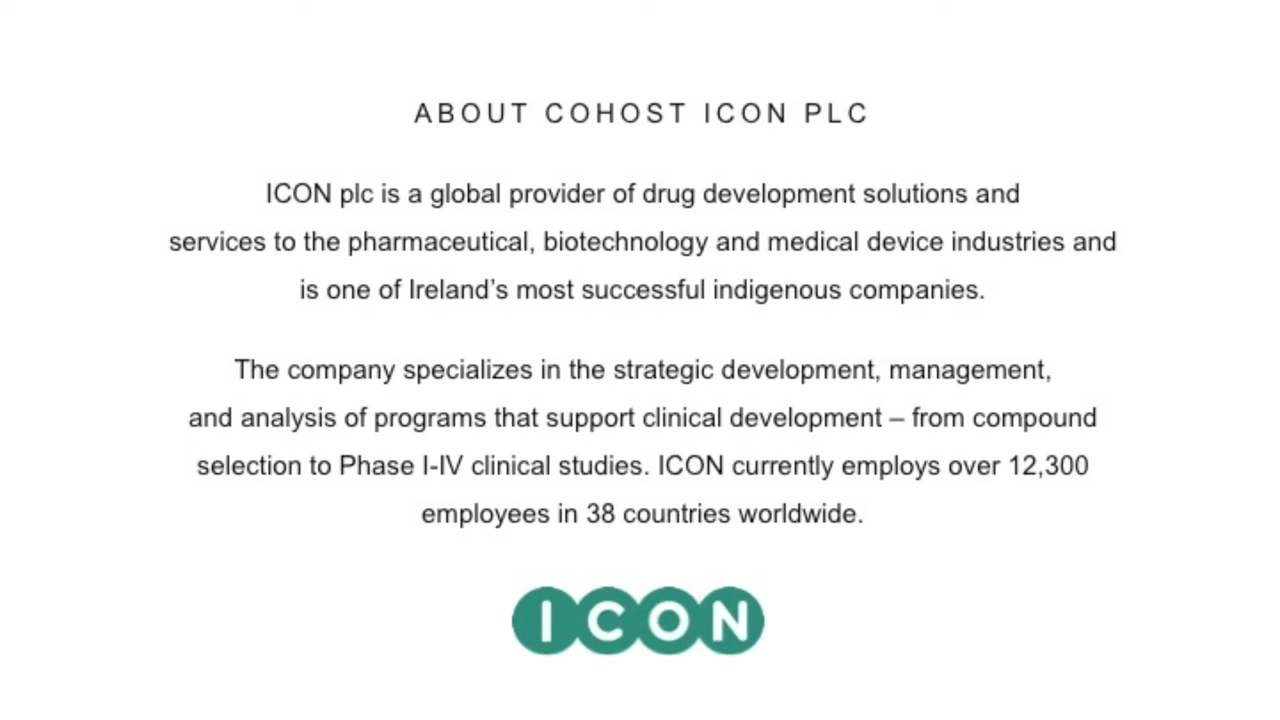 ABOUT COHOST ICON PLC
ICON plc is a global provider of drug development solutions and
services to the pharmaceutical, biotechnology and medical device industries and
is one of Ireland’s most successful indigenous companies.
The company specializes in the strategic development, management,
and analysis of programs that support clinical development – from compound
selection to Phase I-IV clinical studies. ICON currently employs over 12,300
employees in 38 countries worldwide.
ICON